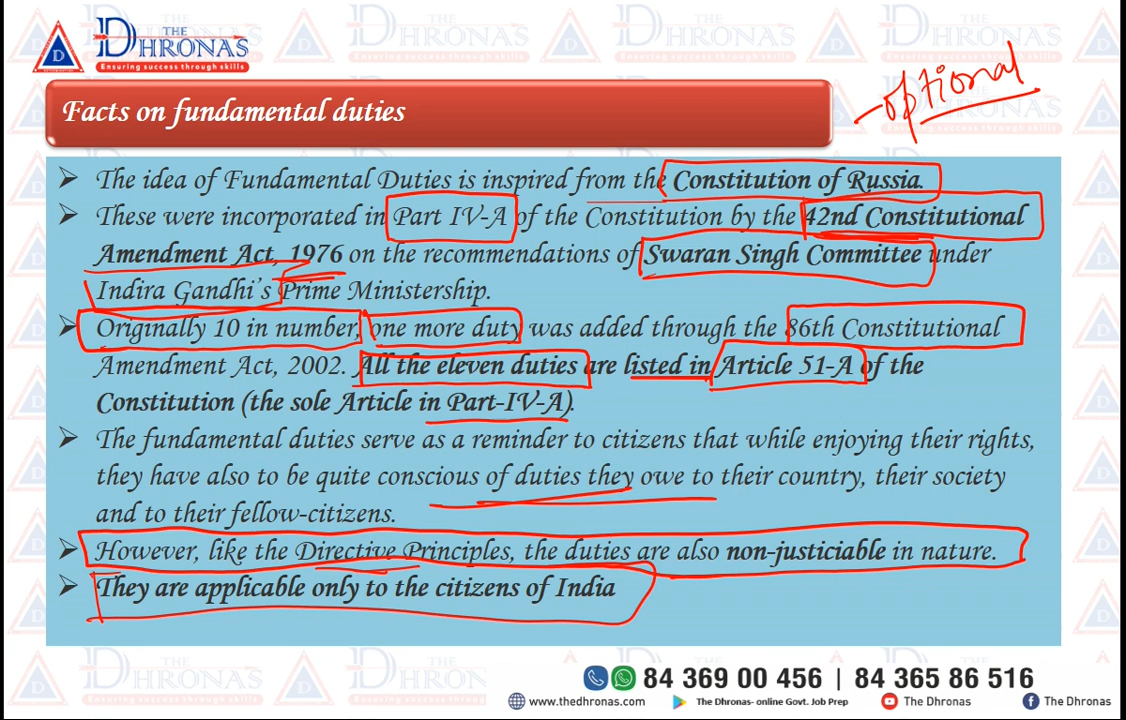 THE
DHRONAS
Ensuring success through skills
D
-optional
Facts on fundamental duties
➤ The idea of Fundamental Duties is inspired from the Constitution of Russia.
➤ These were incorporated in Part IV-A of the Constitution by the 42nd Constitutional
Amendment Act, 1976 on the recommendations of Swaran Singh Committee under
Indira Gandhi's Prime Ministership.
➤ Originally 10 in number, one more duty was added through the 86th Constitutional
Amendment Act, 2002. All the eleven duties are listed in Article 51-A of the
Constitution (the sole Article in Part-IV-A).
➤ The fundamental duties serve as a reminder to citizens that while enjoying their rights,
they have also to be quite conscious of duties they owe to their country, their society
and to their fellow-citizens.
➤ However, like the Directive Principles, the duties are also non-justiciable in nature.
➤ They are applicable only to the citizens of India
84 369 00 456 | 84 365 86 516
www.thedhronas.com The Dhronas- online Govt. Job Prep The Dhronas The Dhronas